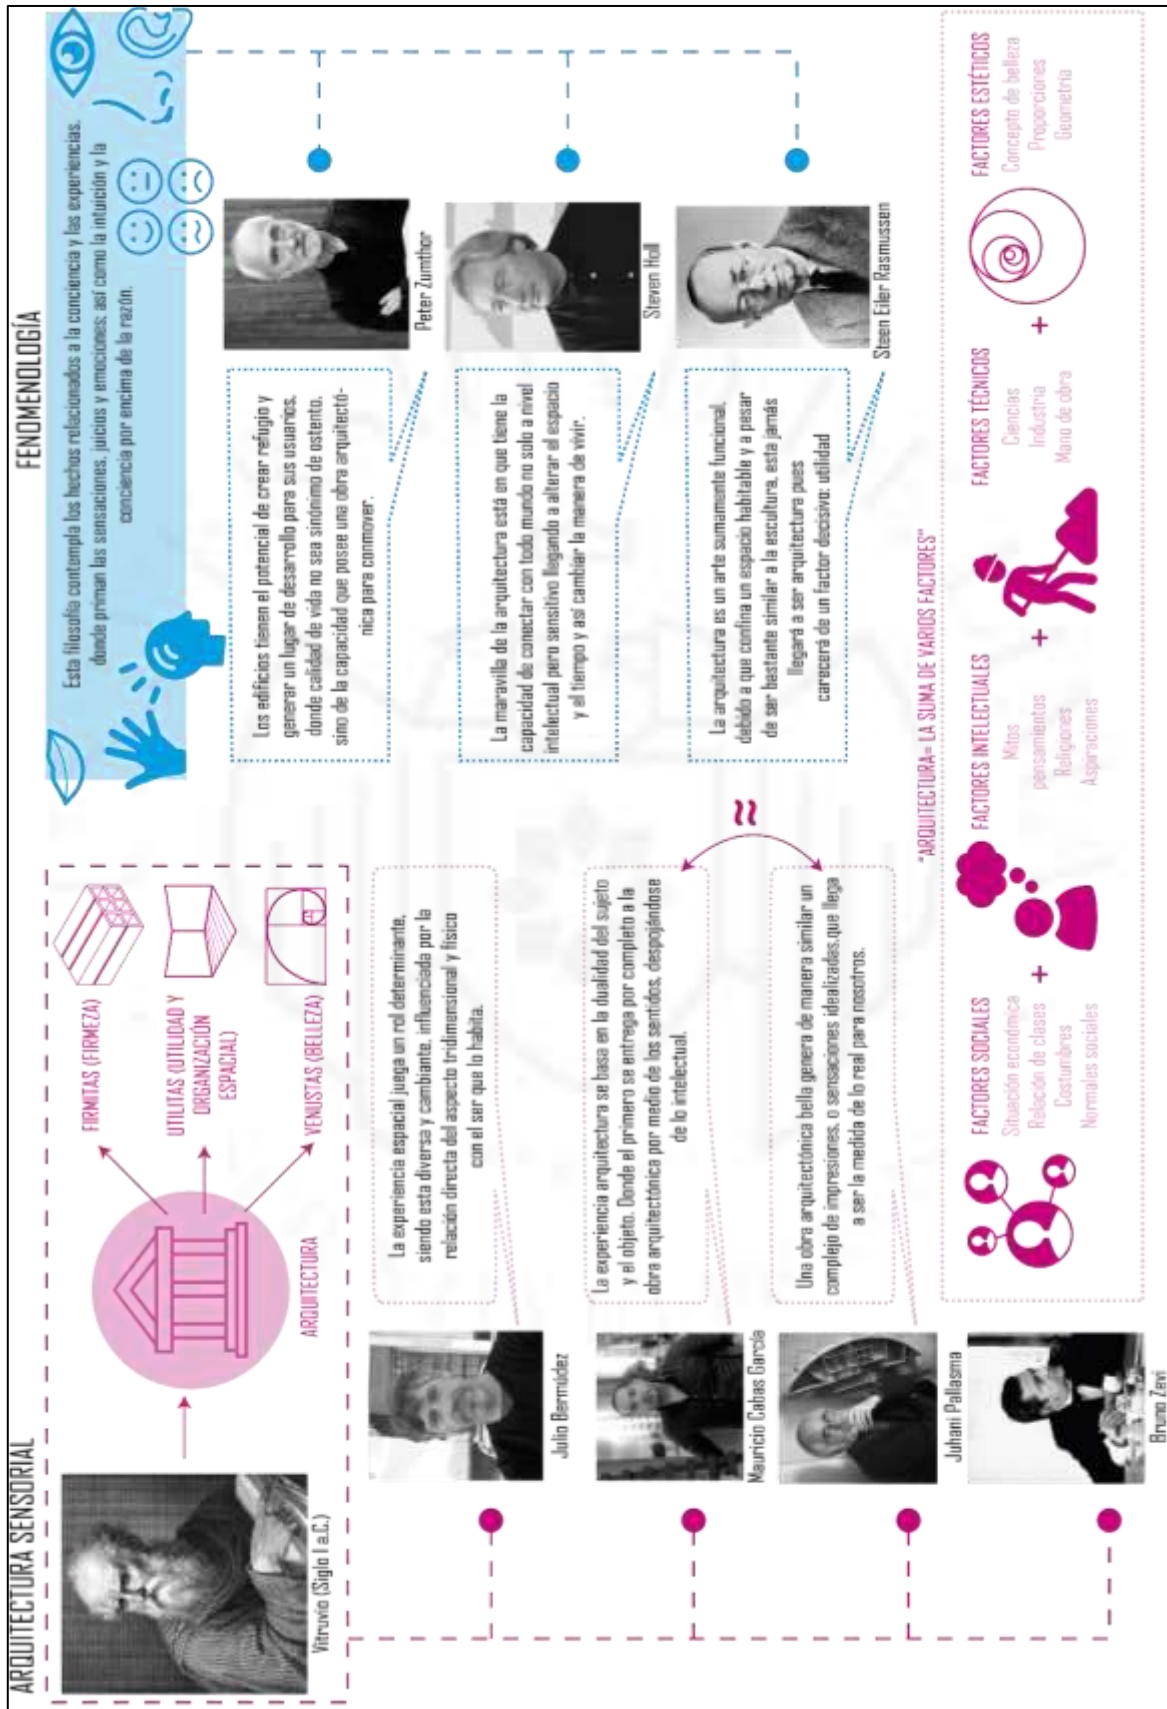 ARQUITECTURA SENSORIAL
Vitruvio (Siglo I a.C.)
ARQUITECTURA
FIRMITAS (FIRMEZA)
UTILITAS (UTILIDAD Y
ORGANIZACIÓN
ESPACIAL)
VENUSTAS (BELLEZA)
Julio Bermúdez
La experiencia espacial juega un rol determinante,
siendo esta diversa y cambiante, influenciada por la
relación directa del aspecto tridimensional y físico
con el ser que lo habita.
Mauricio Cabas García
La experiencia arquitectura se basa en la dualidad del sujeto
y el objeto. Donde el primero se entrega por completo a la
obra arquitectónica por medio de los sentidos, despojándose
de lo intelectual.
≈
Juhani Pallasma
Una obra arquitectónica bella genera de manera similar un
complejo de impresiones, o sensaciones idealizadas,que llega
a ser la medida de lo real para nosotros.
Bruno Zevi
"ARQUITECTURA= LA SUMA DE VARIOS FACTORES"
FACTORES SOCIALES
Situación económica
Relación de clases
Costumbres
Normales sociales
+
FACTORES INTELECTUALES
Mitos
pensamientos
Religiones
Aspiraciones
+
FACTORES TÉCNICOS
Ciencias
Industria
Mano de obra
+
FACTORES ESTÉTICOS
Concepto de belleza
Proporciones
Geometría
FENOMENOLOGÍA
Esta filosofía contempla los hechos relacionados a la conciencia y las experiencias,
donde priman las sensaciones, juicios y emociones; así como la intuición y la
conciencia por encima de la razón.
Los edificios tienen el potencial de crear refugio y
generar un lugar de desarrollo para sus usuarios,
donde calidad de vida no sea sinónimo de ostento,
sino de la capacidad que posee una obra arquitectó-
nica para conmover.
Peter Zumthor
La maravilla de la arquitectura está en que tiene la
capacidad de conectar con todo mundo no solo a nivel
intelectual pero sensitivo llegando a alterar el espacio
y el tiempo y así cambiar la manera de vivir.
Steven Holl
La arquitectura es un arte sumamente funcional,
debido a que confina un espacio habitable y a pesar
de ser bastante similar a la escultura, esta jamás
llegará a ser arquitectura pues
carecerá de un factor decisivo: utilidad
Steen Eiler Rasmussen